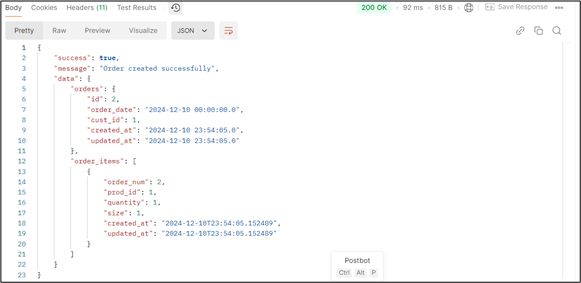 Body Cookies Headers (11) Test Results 200 OK 92 ms 815 B Save Response
Pretty Raw Preview Visualize JSON
1 {
2 "success": true,
3 "message": "Order created successfully",
4 "data": {
5 "orders": {
6 "id": 2,
7 "order_date": "2024-12-10 00:00:00.0",
8 "cust_id": 1,
9 "created_at": "2024-12-10 23:54:05.0",
10 "updated_at": "2024-12-10 23:54:05.0"
11 },
12 "order_items": [
13 {
14 "order_num": 2,
15 "prod_id": 1,
16 "quantity": 1,
17 "size": 1,
18 "created_at": "2024-12-10T23:54:05.152489",
19 "updated_at": "2024-12-10T23:54:05.152489"
20 }
21 ]
22 }
23 }
Postbot
Ctrl Alt P